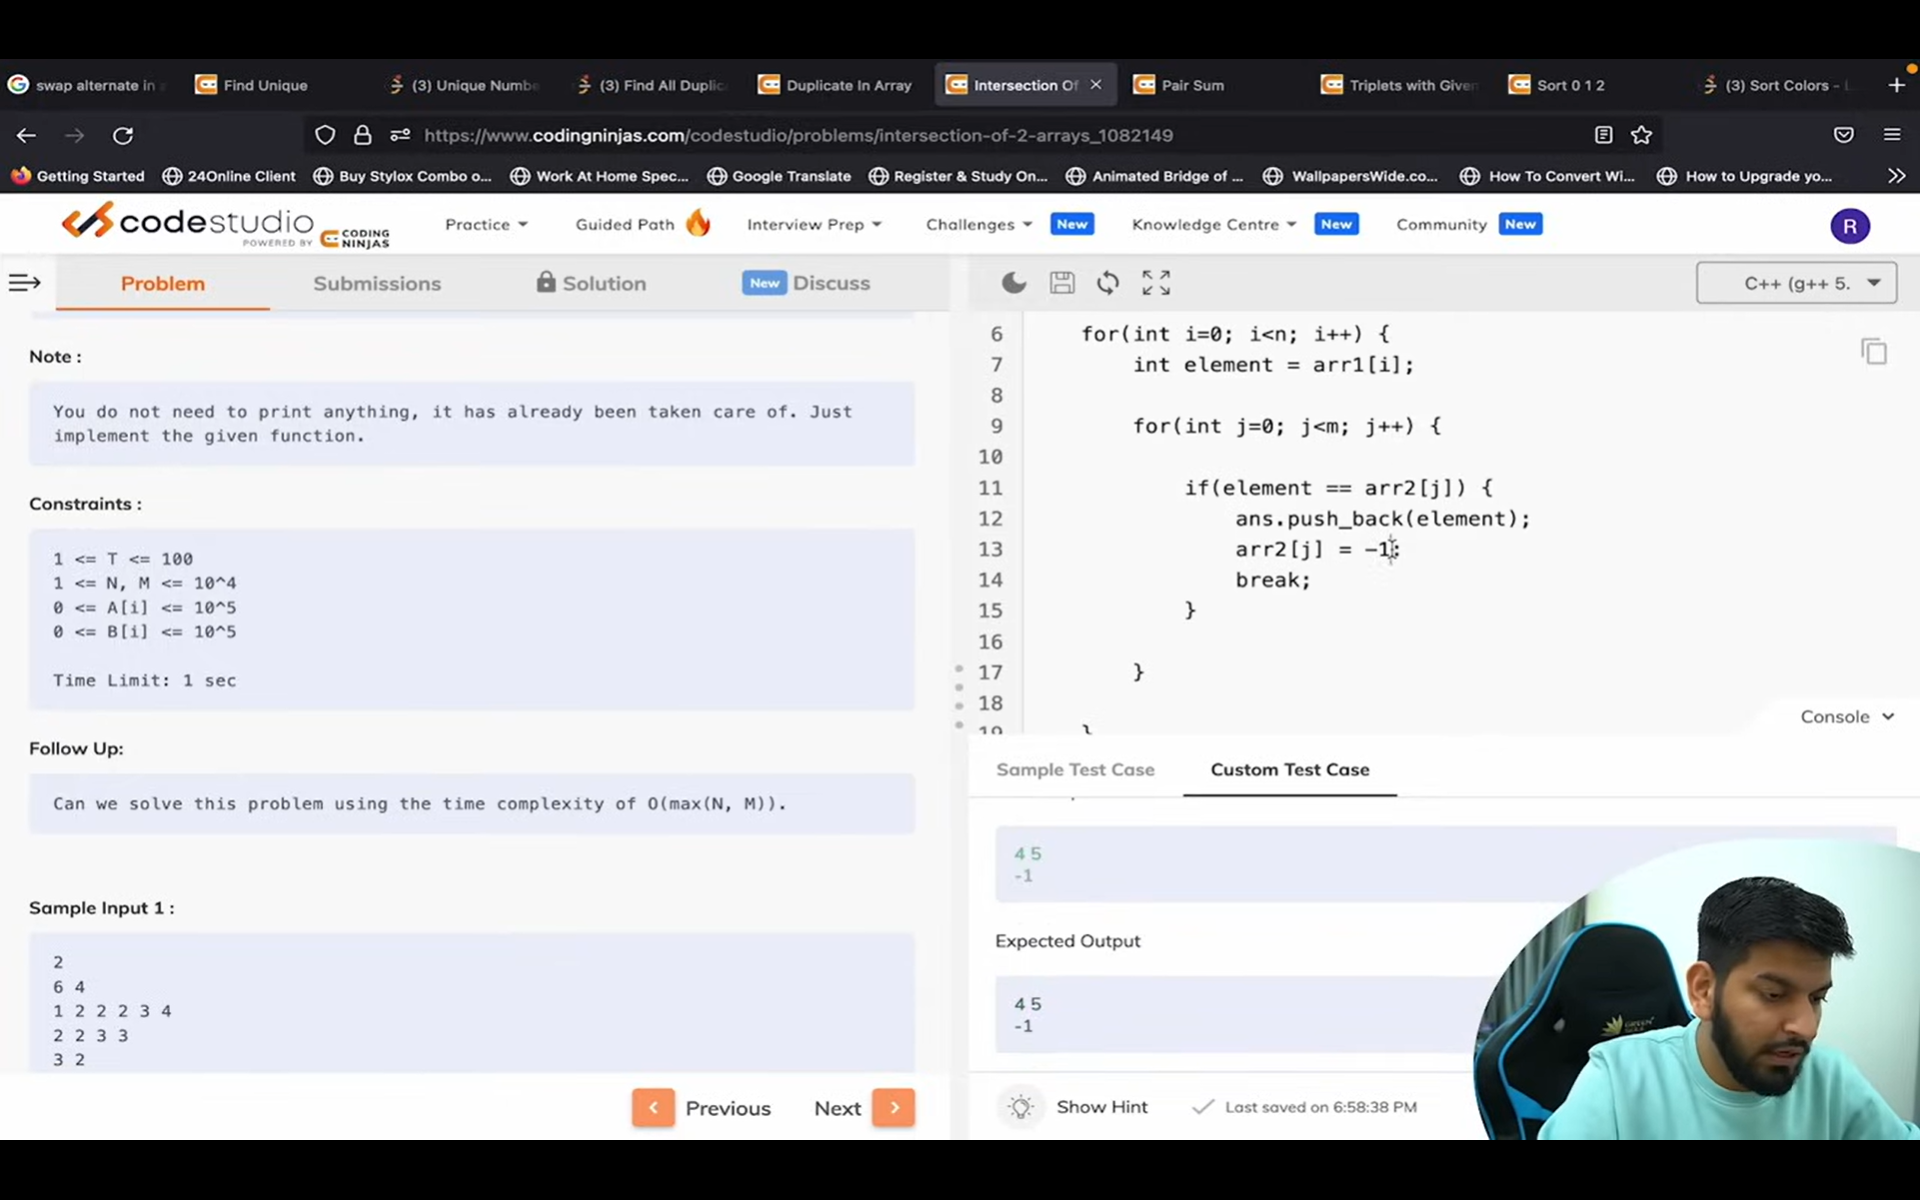 swap alternate in
Find Unique
(3) Unique Numbe
(3) Find All Duplic
Duplicate In Array
Intersection Of
Pair Sum
Triplets with Given
Sort 0 1 2
(3) Sort Colors - L
https://www.codingninjas.com/codestudio/problems/intersection-of-2-arrays_1082149
Getting Started
24Online Client
Buy Stylox Combo o...
Work At Home Spec...
Google Translate
Register & Study On...
Animated Bridge of ...
WallpapersWide.co...
How To Convert Wi...
How to Upgrade yo...
codestudio
POWERED BY CODING NINJAS
Practice
Guided Path
Interview Prep
Challenges New
Knowledge Centre New
Community New
R
Problem
Submissions
Solution
New Discuss
C++ (g++ 5.
Note :
You do not need to print anything, it has already been taken care of. Just
implement the given function.
Constraints :
1 <= T <= 100
1 <= N, M <= 10^4
0 <= A[i] <= 10^5
0 <= B[i] <= 10^5
Time Limit: 1 sec
Follow Up:
Can we solve this problem using the time complexity of O(max(N, M)).
Sample Input 1 :
2
6 4
1 2 2 2 3 4
2 2 3 3
3 2
Previous
Next
6 for(int i=0; i<n; i++) {
7 int element = arr1[i];
8
9 for(int j=0; j<m; j++) {
10
11 if(element == arr2[j]) {
12 ans.push_back(element);
13 arr2[j] = -1;
14 break;
15 }
16
17 }
18
19 }
Console
Sample Test Case
Custom Test Case
4 5
-1
Expected Output
4 5
-1
Show Hint
Last saved on 6:58:38 PM